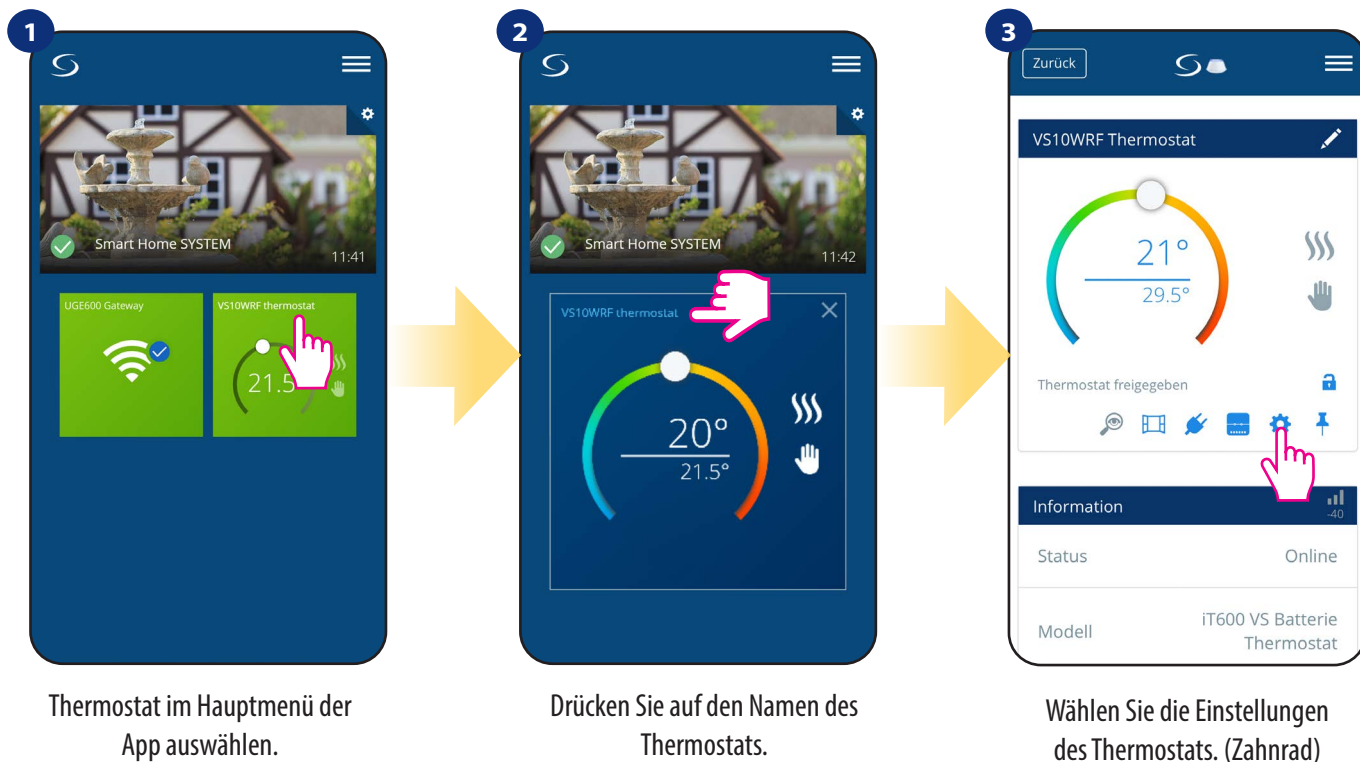 1
Smart Home SYSTEM
11:41
UGE600 Gateway
VS10WRF thermostat
21.5
Thermostat im Hauptmenü der
App auswählen.
2
Smart Home SYSTEM
11:42
VS10WRF thermostat
20°
21.5°
Drücken Sie auf den Namen des
Thermostats.
3
Zurück
VS10WRF Thermostat
21°
29.5°
Thermostat freigegeben
Information
-40
Status
Online
Modell
iT600 VS Batterie
Thermostat
Wählen Sie die Einstellungen
des Thermostats. (Zahnrad)